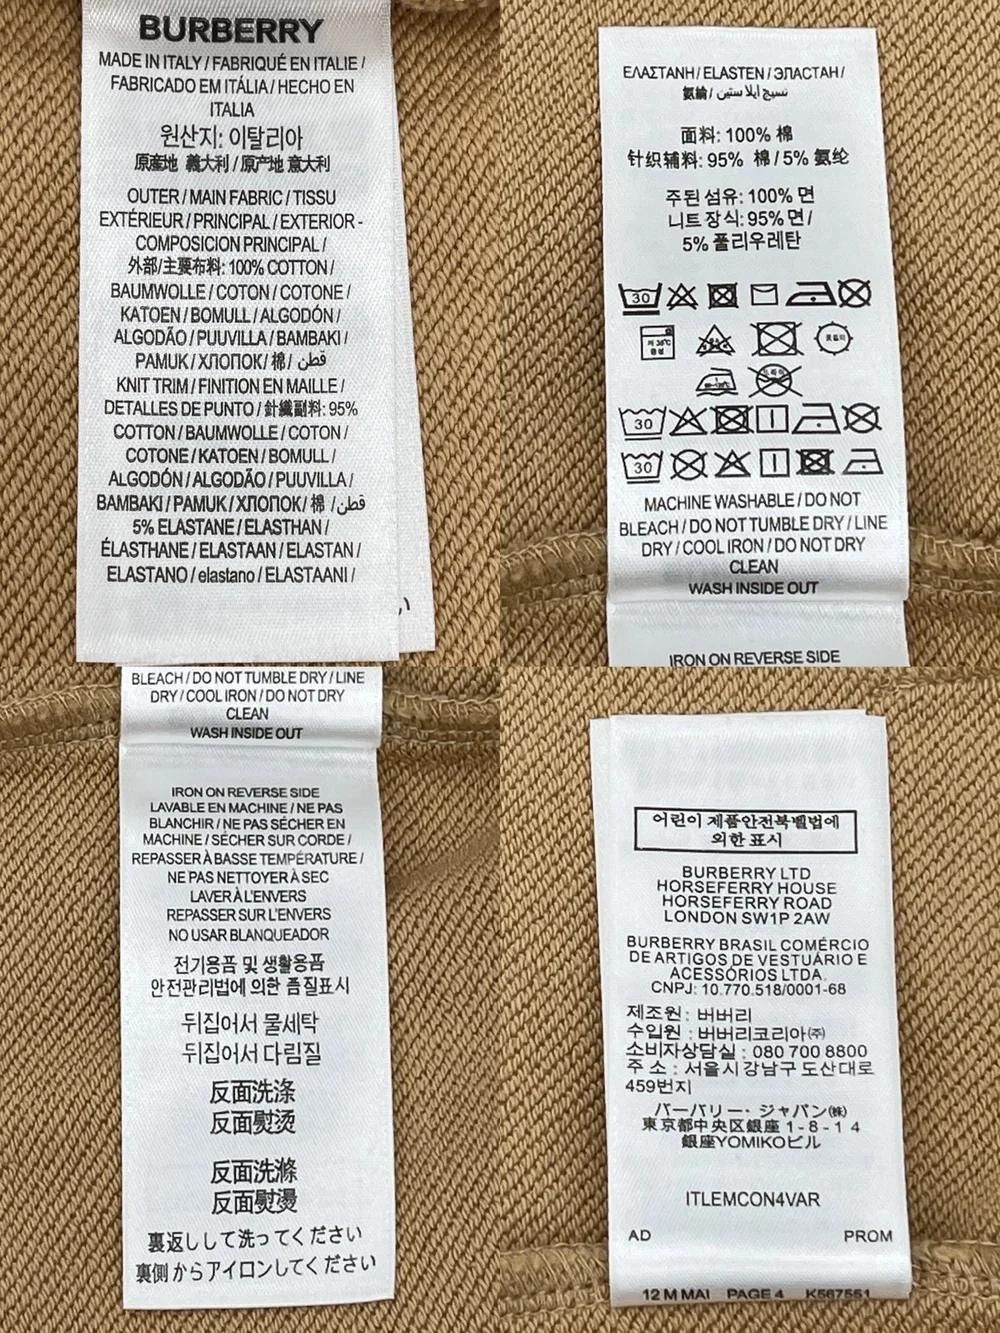 BURBERRY
MADE IN ITALY / FABRIQUÉ EN ITALIE /
FABRICADO EM ITÁLIA / HECHO EN
ITALIA
원산지: 이탈리아
原產地 義大利 / 原产地 意大利
OUTER / MAIN FABRIC / TISSU
EXTÉRIEUR / PRINCIPAL / EXTERIOR -
COMPOSICION PRINCIPAL /
外部/主要布料: 100% COTTON /
BAUMWOLLE / COTON / COTONE /
KATOEN / BOMULL / ALGODÓN /
ALGODÃO / PUUVILLA / BAMBAKI /
PAMUK / ХЛОПОК/ 棉/ قطن
KNIT TRIM / FINITION EN MAILLE /
DETALLES DE PUNTO / 針織副料: 95%
COTTON / BAUMWOLLE / COTON /
COTONE / KATOEN / BOMULL /
ALGODÓN / ALGODÃO / PUUVILLA /
BAMBAKI / PAMUK / ХЛОПОК/ 棉 / قطن/
5% ELASTANE / ELASTHAN /
ÉLASTHANE / ELASTAAN / ELASTAN /
ELASTANO / elastano / ELASTAANI /
ΕΛΑΣΤΑΝΗ / ELASTEN / ЭЛАСТАН /
氨綸 / نسيج ايلاستين
面料: 100% 棉
针织辅料: 95% 棉 / 5% 氨纶
주된 섬유: 100% 면
니트 장식: 95% 면 /
5% 폴리우레탄
30
약 30℃
중성
30
30
MACHINE WASHABLE / DO NOT
BLEACH / DO NOT TUMBLE DRY / LINE
DRY / COOL IRON / DO NOT DRY
CLEAN
WASH INSIDE OUT
IRON ON REVERSE SIDE
BLEACH / DO NOT TUMBLE DRY / LINE
DRY / COOL IRON / DO NOT DRY
CLEAN
WASH INSIDE OUT
IRON ON REVERSE SIDE
LAVABLE EN MACHINE / NE PAS
BLANCHIR / NE PAS SÉCHER EN
MACHINE / SÉCHER SUR CORDE /
REPASSER À BASSE TEMPÉRATURE /
NE PAS NETTOYER À SEC
LAVER À L'ENVERS
REPASSER SUR L'ENVERS
NO USAR BLANQUEADOR
전기용품 및 생활용품
안전관리법에 의한 품질표시
뒤집어서 물세탁
뒤집어서 다림질
反面洗涤
反面熨烫
反面洗滌
反面熨燙
裏返しして洗ってください
裏側からアイロンしてください
어린이 제품안전특별법에
의한 표시
BURBERRY LTD
HORSEFERRY HOUSE
HORSEFERRY ROAD
LONDON SW1P 2AW
BURBERRY BRASIL COMÉRCIO
DE ARTIGOS DE VESTUÁRIO E
ACESSÓRIOS LTDA.
CNPJ: 10.770.518/0001-68
제조원 : 버버리
수입원 : 버버리코리아㈜
소비자상담실 : 080 700 8800
주 소 : 서울시 강남구 도산대로
459번지
バーバリー・ジャパン㈱
東京都中央区銀座 1 - 8 - 1 4
銀座YOMIKOビル
ITLEMCON4VAR
AD PROM
12 M MAI PAGE 4 K567551